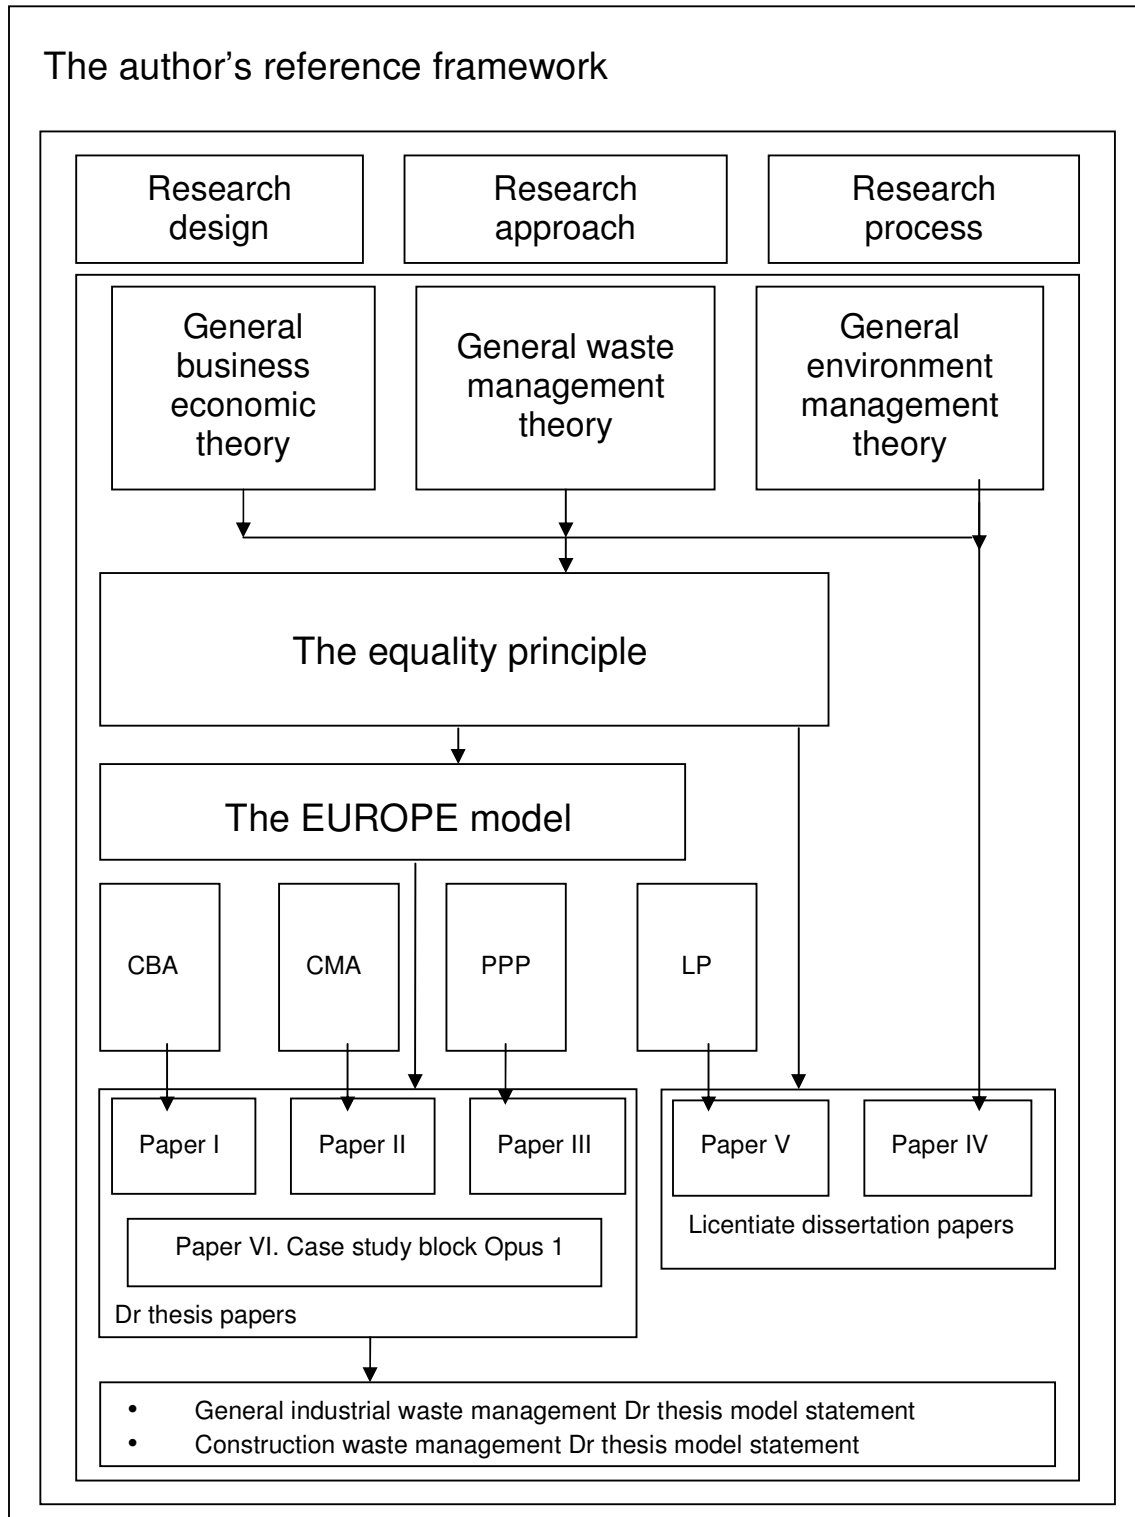 The author's reference framework
Research
design
Research
approach
Research
process
General
business
economic
theory
General waste
management
theory
General
environment
management
theory
The equality principle
The EUROPE model
CBA
CMA
PPP
LP
Paper I
Paper II
Paper III
Paper V
Paper IV
Licentiate dissertation papers
Paper VI. Case study block Opus 1
Dr thesis papers
• General industrial waste management Dr thesis model statement
• Construction waste management Dr thesis model statement